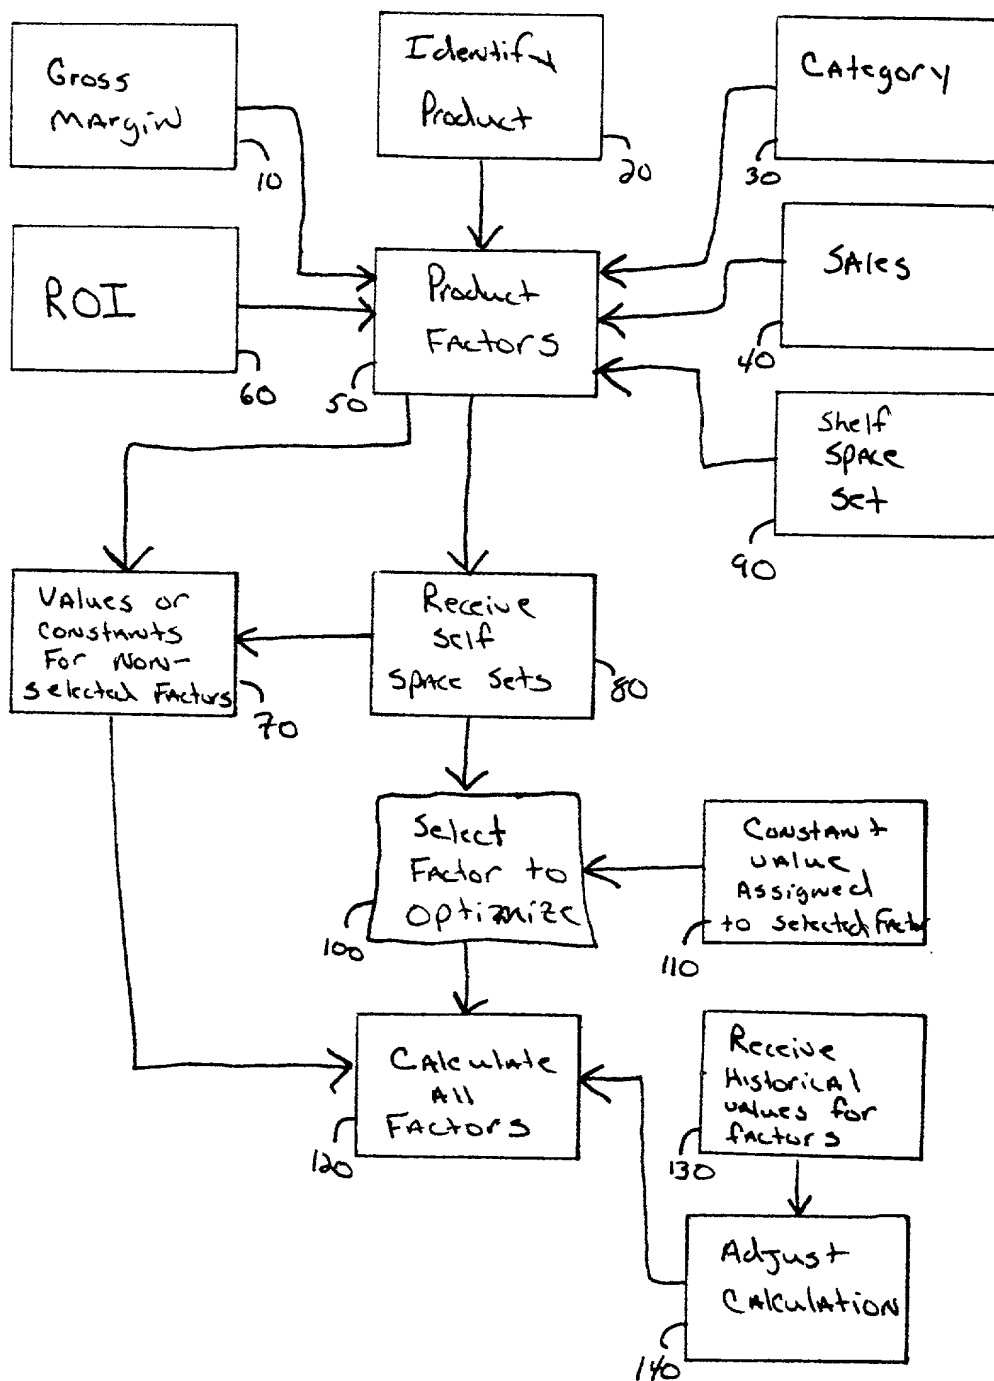 Gross
Margin
10
Identify
Product
20
Category
30
ROI
60
Product
Factors
50
Sales
40
Shelf
Space
Set
90
Values or
Constants
For Non-
selected Factors
70
Receive
Self
Space Sets
80
Select
Factor to
Optimize
100
Constant
Value
Assigned
to Selected Factor
110
Calculate
All
Factors
120
Receive
Historical
values for
factors
130
Adjust
Calculation
140